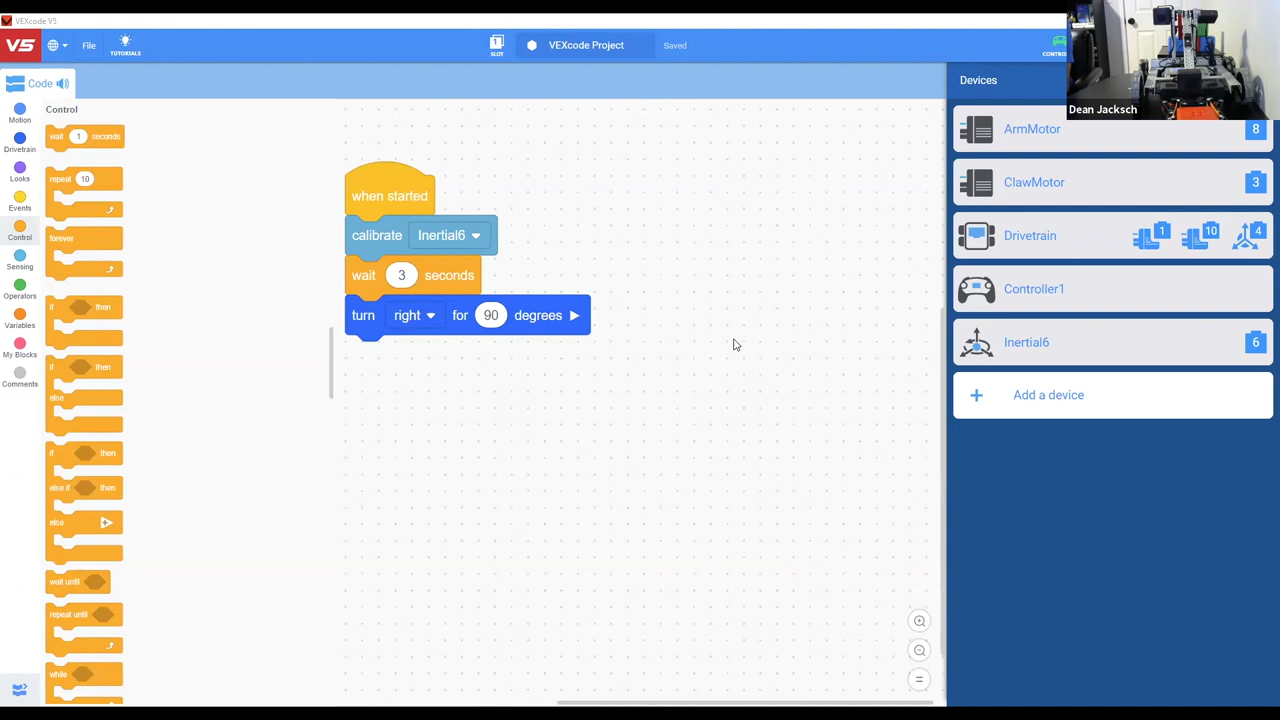 VEXcode V5
V5
File
TUTORIALS
1
SLOT
VEXcode Project
Saved
CONTRO
Code
Motion
Drivetrain
Looks
Events
Control
Sensing
Operators
Variables
My Blocks
Comments
Control
wait 1 seconds
repeat 10
forever
if then
if then
else
if then
else if then
else
wait until
repeat until
while
when started
calibrate Inertial6
wait 3 seconds
turn right for 90 degrees
Devices
Dean Jacksch
ArmMotor 8
ClawMotor 3
Drivetrain 1 10 4
Controller1
Inertial6 6
+ Add a device